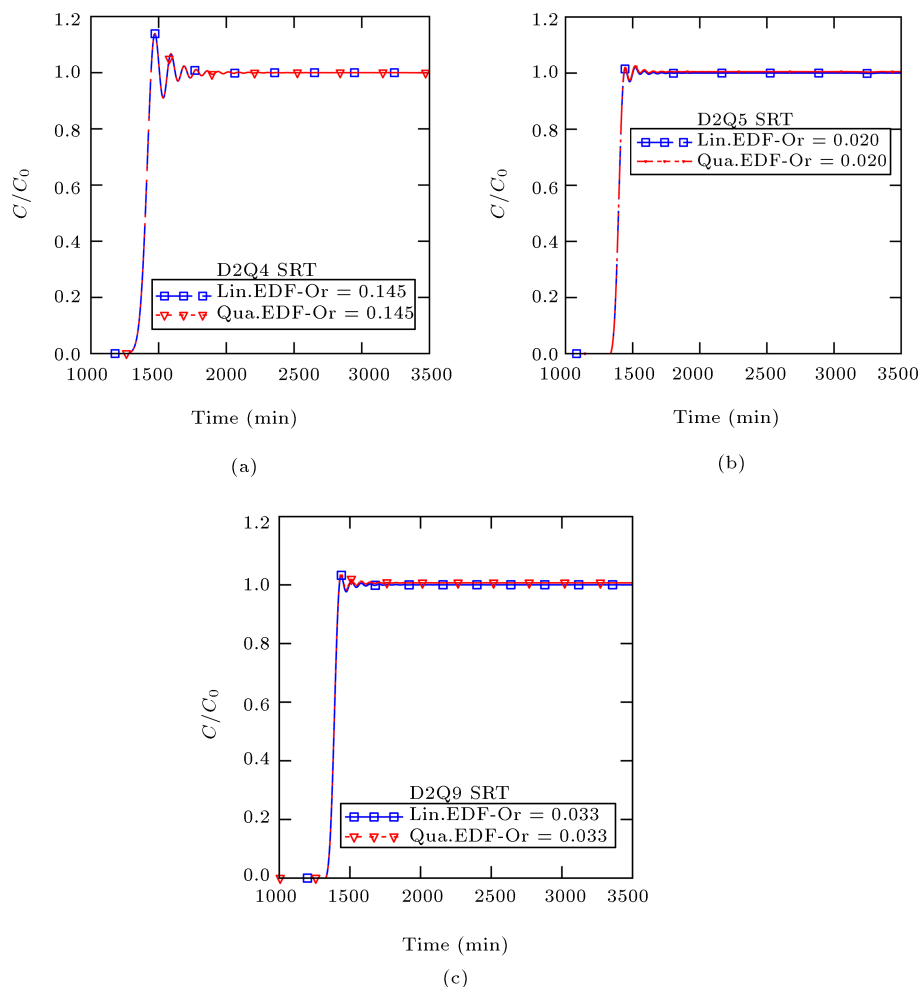 1.2
1.0
0.8
0.6
0.4
0.2
0.0
C/C0
D2Q4 SRT
Lin.EDF-Or = 0.145
Qua.EDF-Or = 0.145
1000 1500 2000 2500 3000 3500
Time (min)
(a)
1.2
1.0
0.8
0.6
0.4
0.2
0.0
C/C0
D2Q5 SRT
Lin.EDF-Or = 0.020
Qua.EDF-Or = 0.020
1000 1500 2000 2500 3000 3500
Time (min)
(b)
1.2
1.0
0.8
0.6
0.4
0.2
0.0
C/C0
D2Q9 SRT
Lin.EDF-Or = 0.033
Qua.EDF-Or = 0.033
1000 1500 2000 2500 3000 3500
Time (min)
(c)